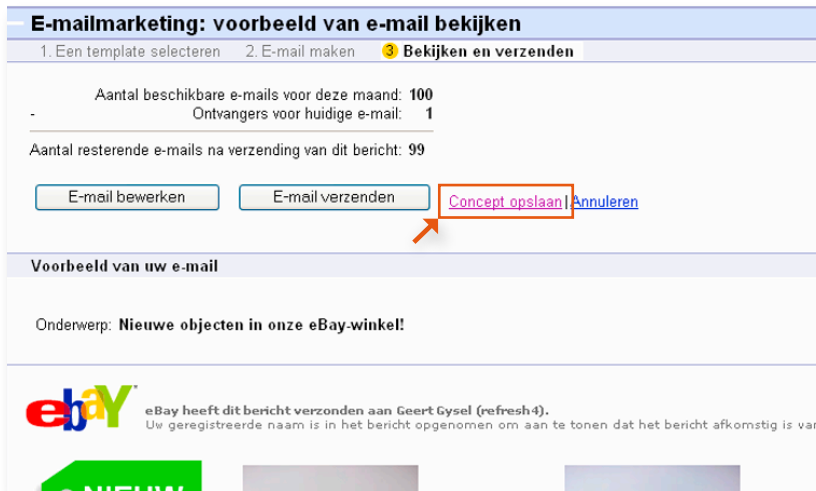 E-mailmarketing: voorbeeld van e-mail bekijken
1. Een template selecteren 2. E-mail maken 3 Bekijken en verzenden
Aantal beschikbare e-mails voor deze maand: 100
- Ontvangers voor huidige e-mail: 1
Aantal resterende e-mails na verzending van dit bericht: 99
E-mail bewerken E-mail verzenden Concept opslaan | Annuleren
Voorbeeld van uw e-mail
Onderwerp: Nieuwe objecten in onze eBay-winkel!
ebaY
eBay heeft dit bericht verzonden aan Geert Gysel (refresh4).
Uw geregistreerde naam is in het bericht opgenomen om aan te tonen dat het bericht afkomstig is van
NIEUW